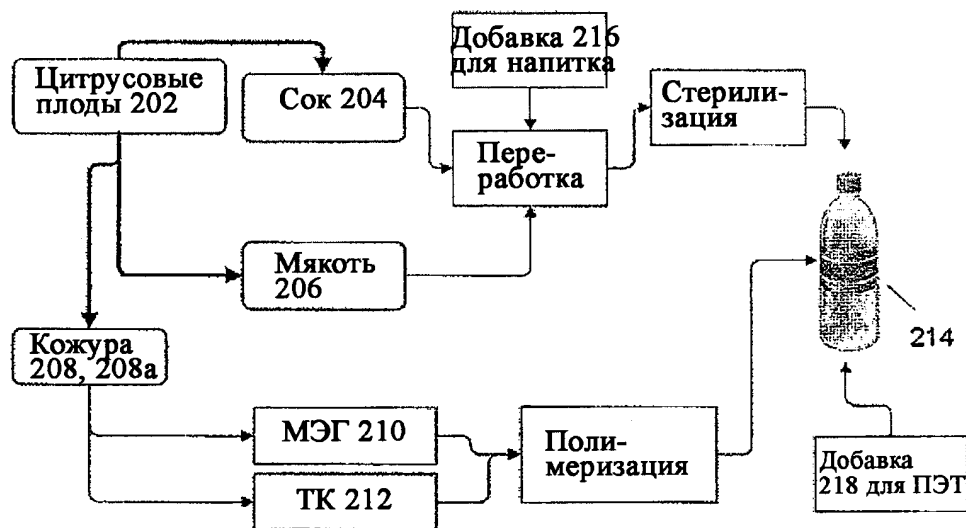 Цитрусовые
плоды 202
Сок 204
Добавка 216
для напитка
Стерили-
зация
Пере-
работка
Мякоть
206
214
Кожура
208, 208a
МЭГ 210
ТК 212
Поли-
меризация
Добавка
218 для ПЭТ